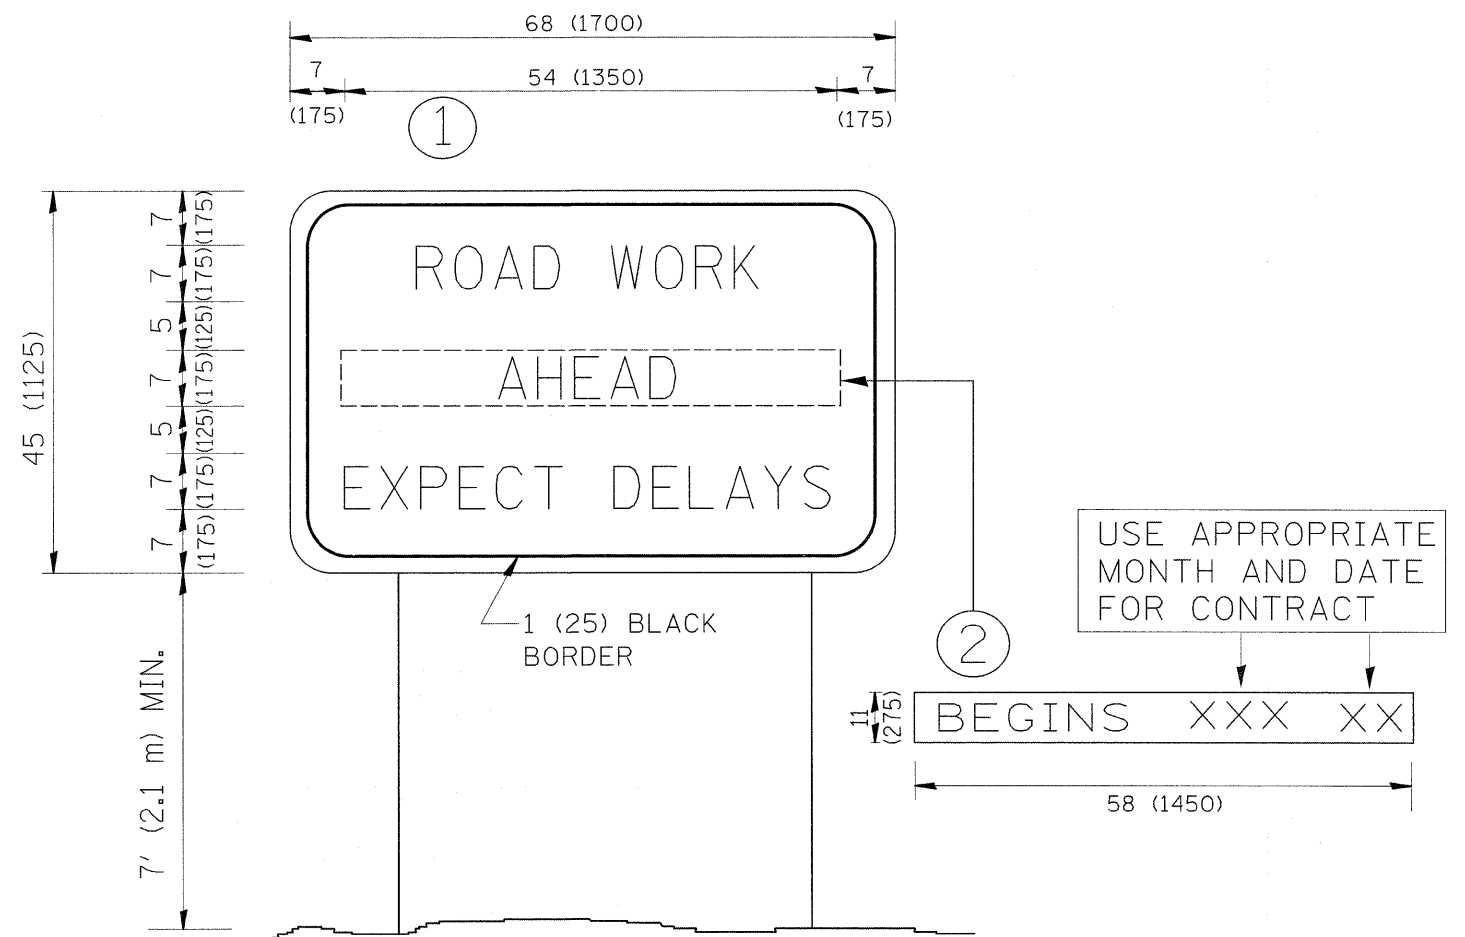 68 (1700)
7
54 (1350)
7
(175)
(175)
1
45 (1125)
7
(175)
7
(175)
5
(125)
7
(175)
5
(125)
7
(175)
7
(175)
ROAD WORK
AHEAD
EXPECT DELAYS
1 (25) BLACK
BORDER
7' (2.1 m) MIN.
2
USE APPROPRIATE
MONTH AND DATE
FOR CONTRACT
11
(275)
BEGINS XXX XX
58 (1450)